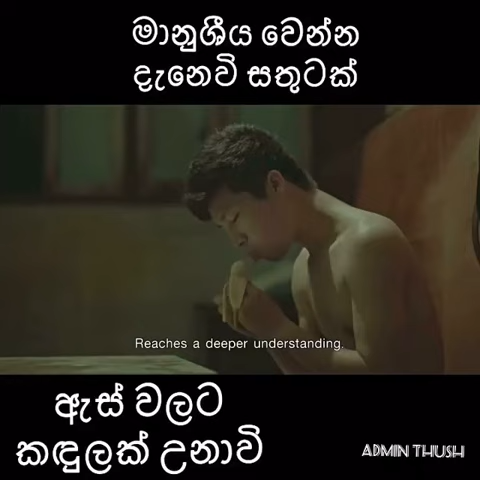 මානුශීය වෙන්න
දැනෙවි සතුටක්
Reaches a deeper understanding.
ඇස් වලට
කඳුලක් උනාවි
ADMIN THUSH